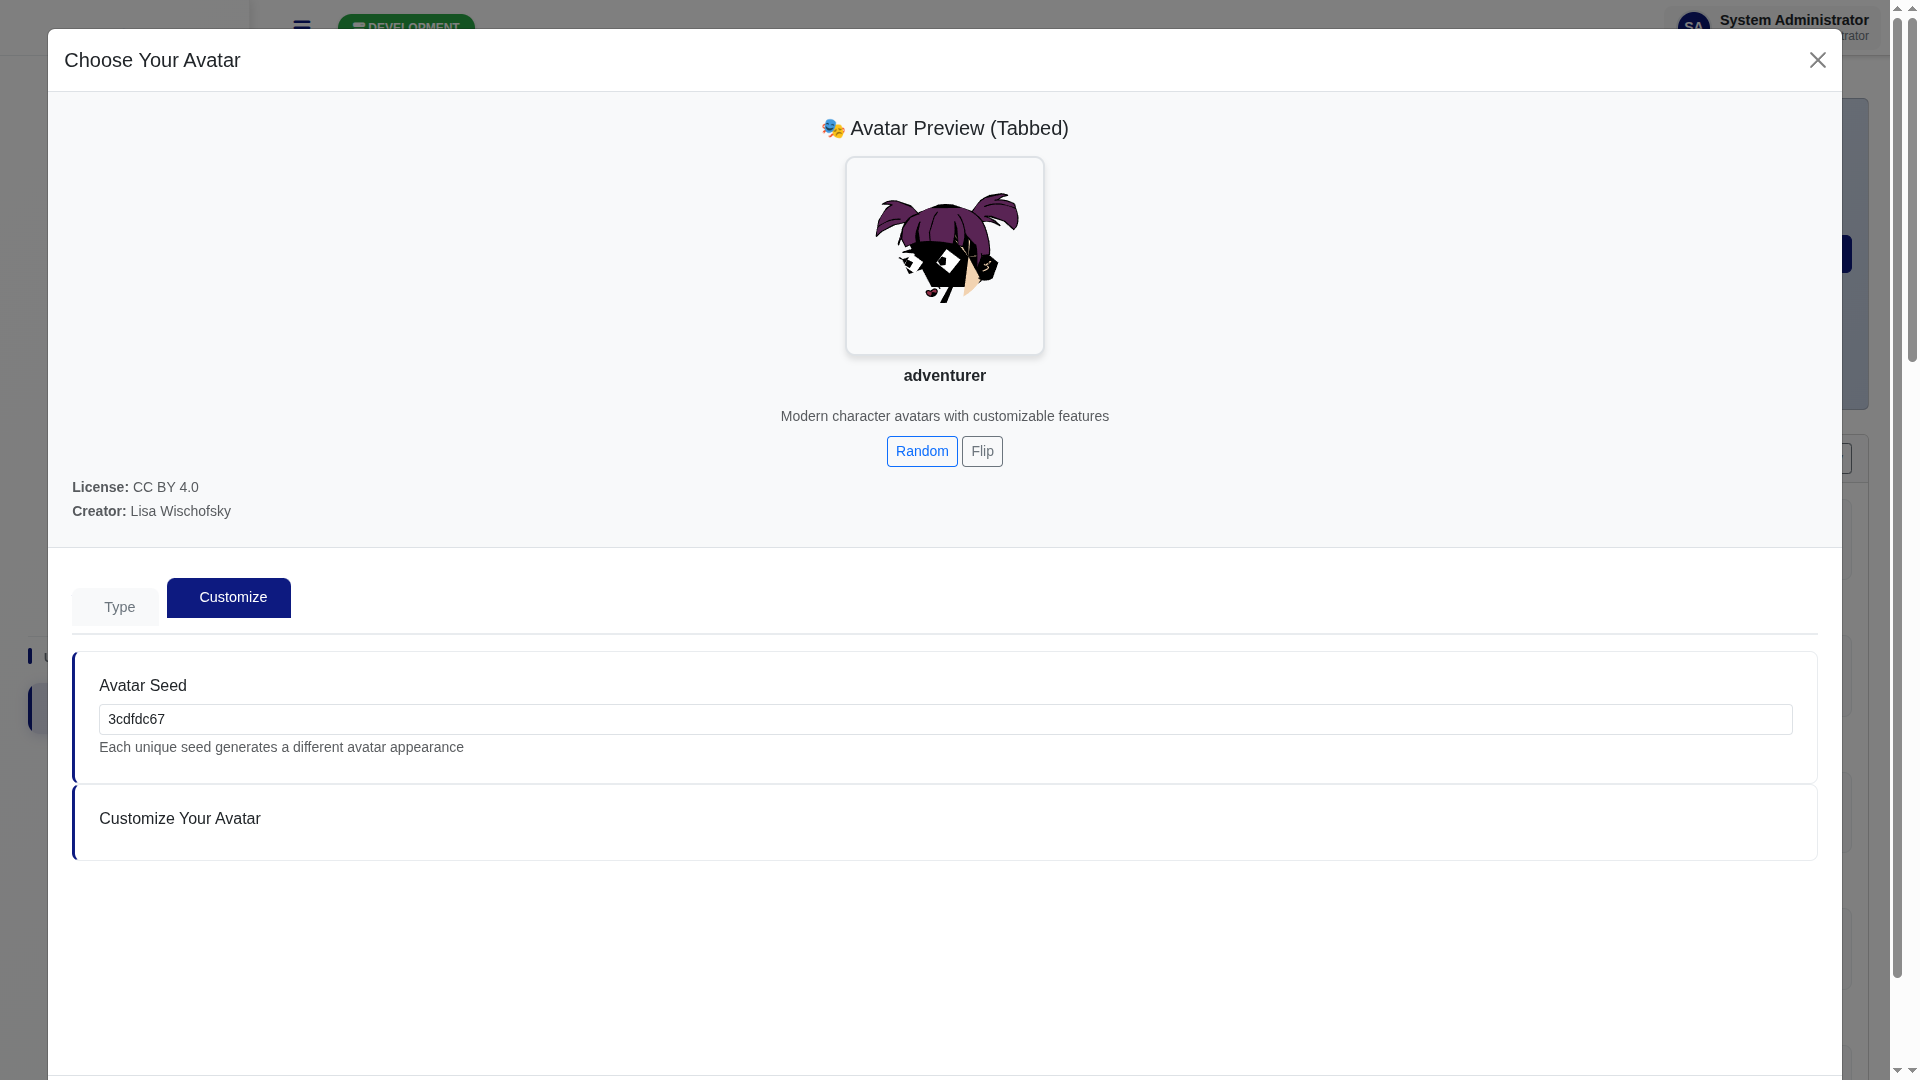 DEVELOPMENT
SA
System Administrator
Choose Your Avatar
🎭 Avatar Preview (Tabbed)
adventurer
Modern character avatars with customizable features
Random
Flip
License: CC BY 4.0
Creator: Lisa Wischofsky
Type
Customize
Avatar Seed
3cdfdc67
Each unique seed generates a different avatar appearance
Customize Your Avatar